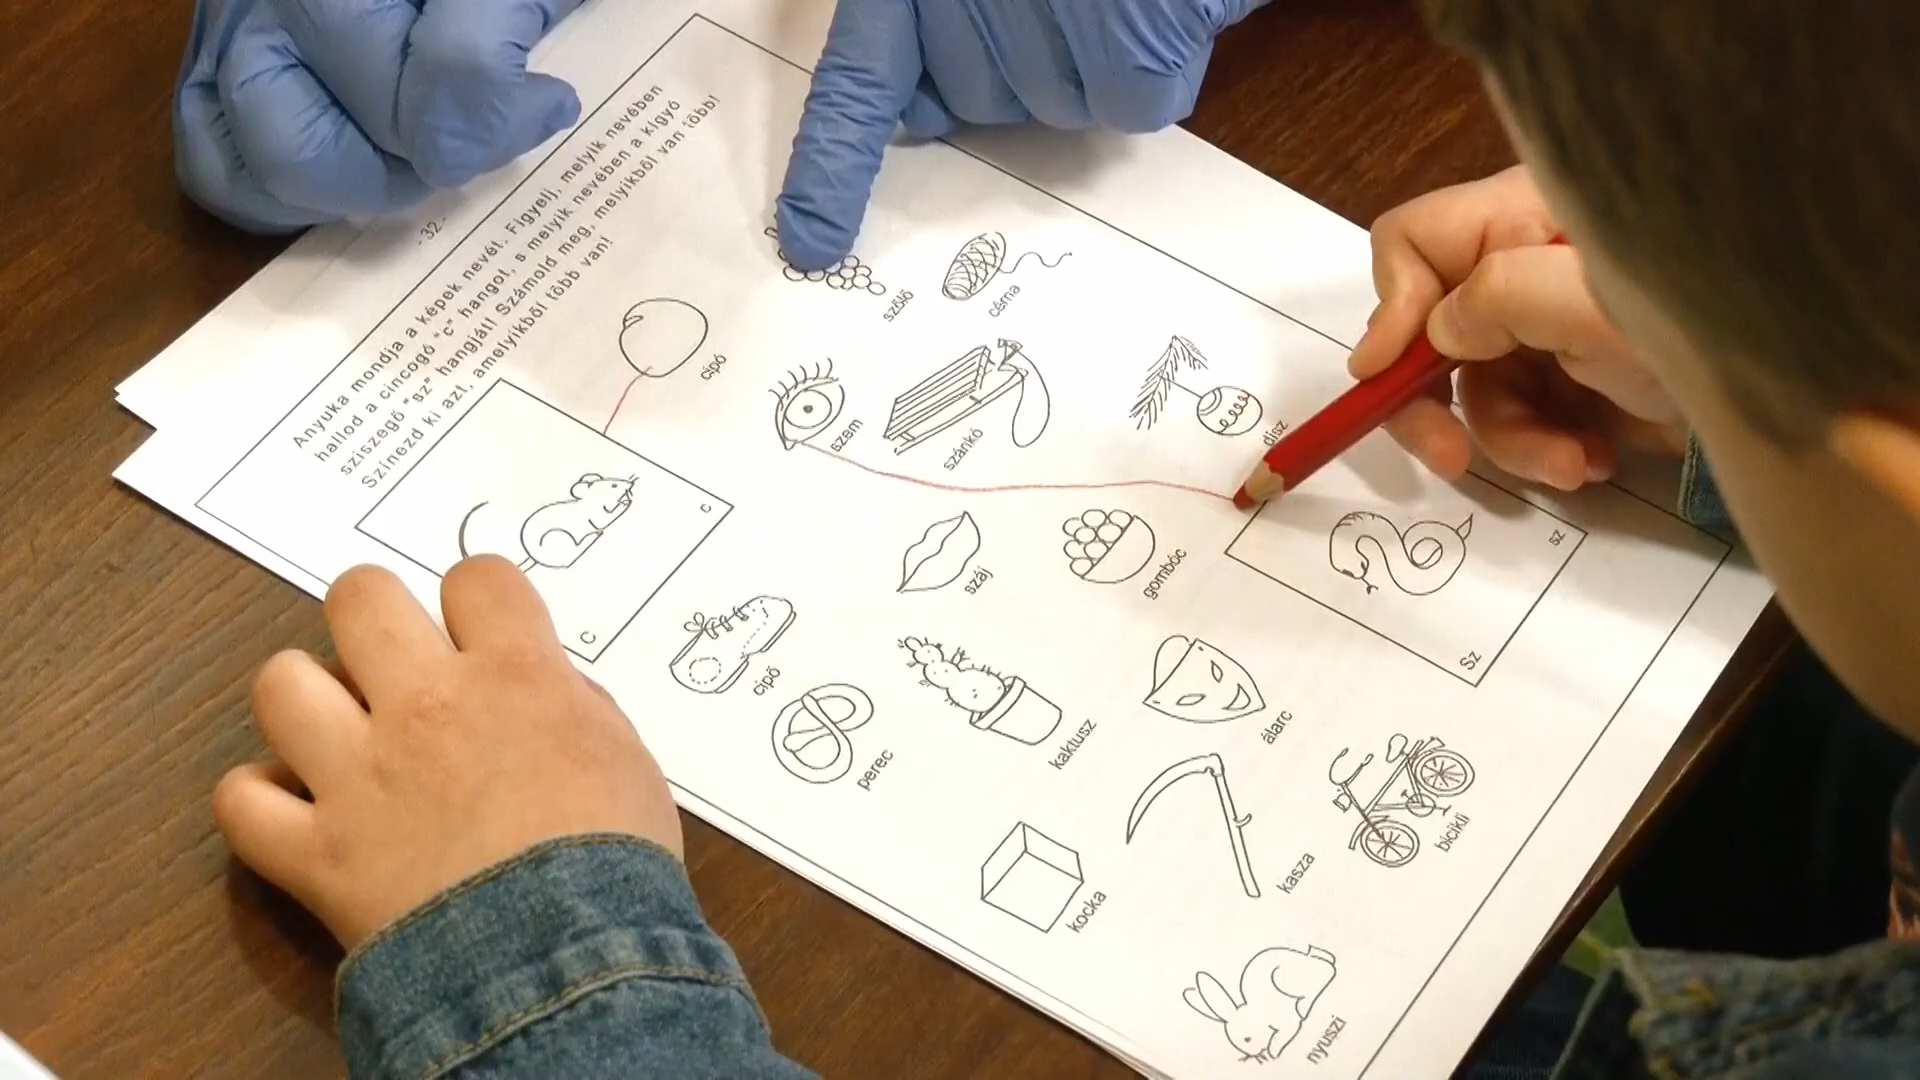 - 32 -
Anyuka mondja a képek nevét. Figyelj, melyik nevében
hallod a cincogó "c" hangot, s melyik nevében a kígyó
sziszegő "sz" hangját! Számold meg, melyikből van több!
Színezd ki azt, amelyikből több van!
cipó
szőlő
cérna
szem
szánkó
dísz
c
C
száj
gombóc
sz
Sz
cipő
perec
kaktusz
álarc
kocka
kasza
bicikli
nyuszi